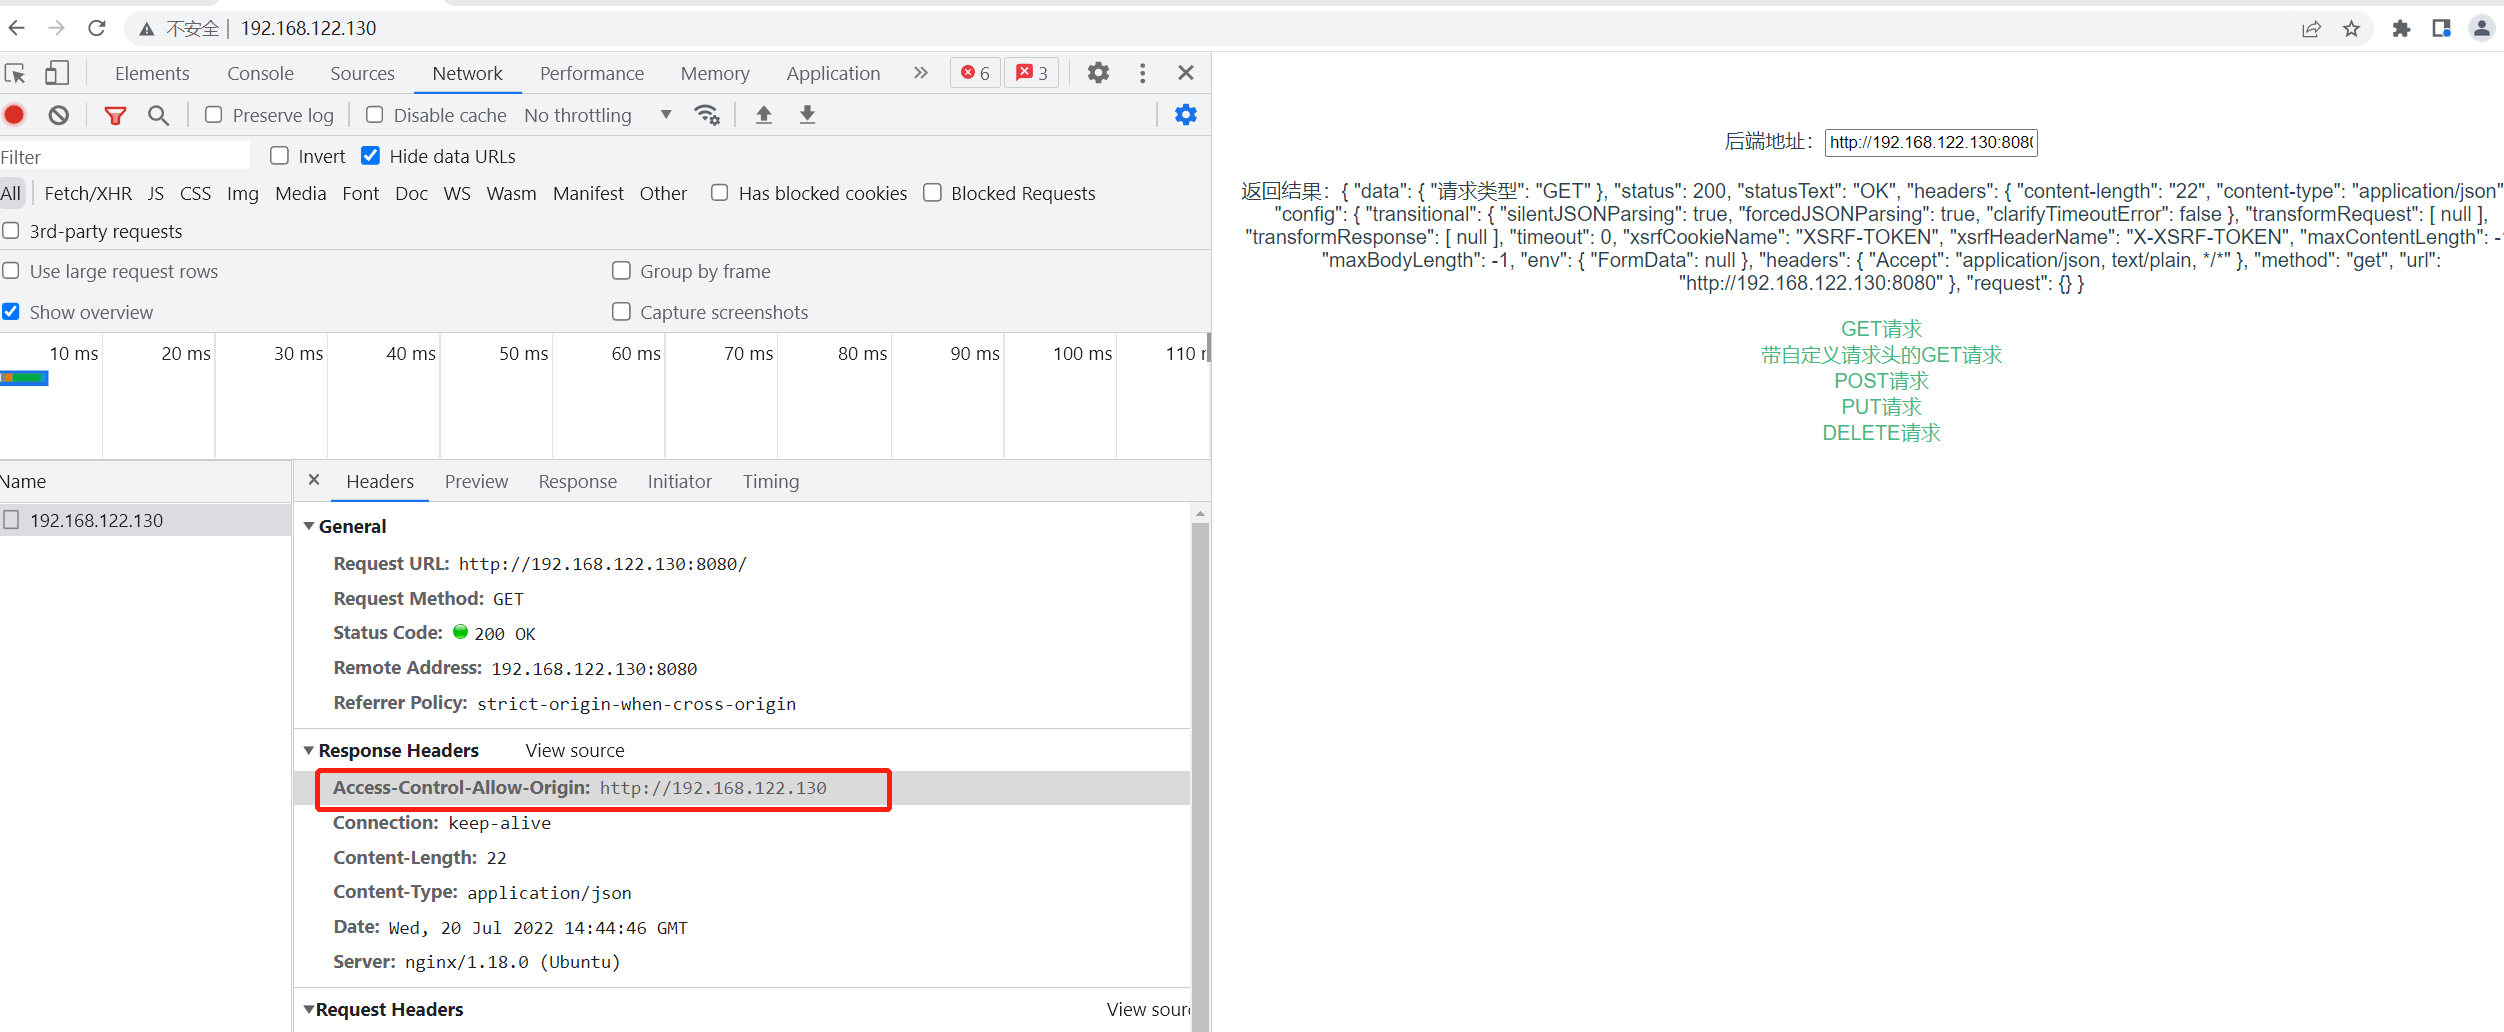 不安全 | 192.168.122.130
Elements Console Sources Network Performance Memory Application » 6 3
Preserve log Disable cache No throttling
Filter Invert Hide data URLs
All Fetch/XHR JS CSS Img Media Font Doc WS Wasm Manifest Other Has blocked cookies Blocked Requests
3rd-party requests
Use large request rows Group by frame
Show overview Capture screenshots
10 ms 20 ms 30 ms 40 ms 50 ms 60 ms 70 ms 80 ms 90 ms 100 ms 110
Name
192.168.122.130
Headers Preview Response Initiator Timing
General
Request URL: http://192.168.122.130:8080/
Request Method: GET
Status Code: 200 OK
Remote Address: 192.168.122.130:8080
Referrer Policy: strict-origin-when-cross-origin
Response Headers View source
Access-Control-Allow-Origin: http://192.168.122.130
Connection: keep-alive
Content-Length: 22
Content-Type: application/json
Date: Wed, 20 Jul 2022 14:44:46 GMT
Server: nginx/1.18.0 (Ubuntu)
Request Headers View
后端地址： http://192.168.122.130:808
返回结果：{ "data": { "请求类型": "GET" }, "status": 200, "statusText": "OK", "headers": { "content-length": "22", "content-type": "application/json"
"config": { "transitional": { "silentJSONParsing": true, "forcedJSONParsing": true, "clarifyTimeoutError": false }, "transformRequest": [ null ],
"transformResponse": [ null ], "timeout": 0, "xsrfCookieName": "XSRF-TOKEN", "xsrfHeaderName": "X-XSRF-TOKEN", "maxContentLength":
"maxBodyLength": -1, "env": { "FormData": null }, "headers": { "Accept": "application/json, text/plain, */*" }, "method": "get", "url":
"http://192.168.122.130:8080" }, "request": {} }
GET请求
带自定义请求头的GET请求
POST请求
PUT请求
DELETE请求